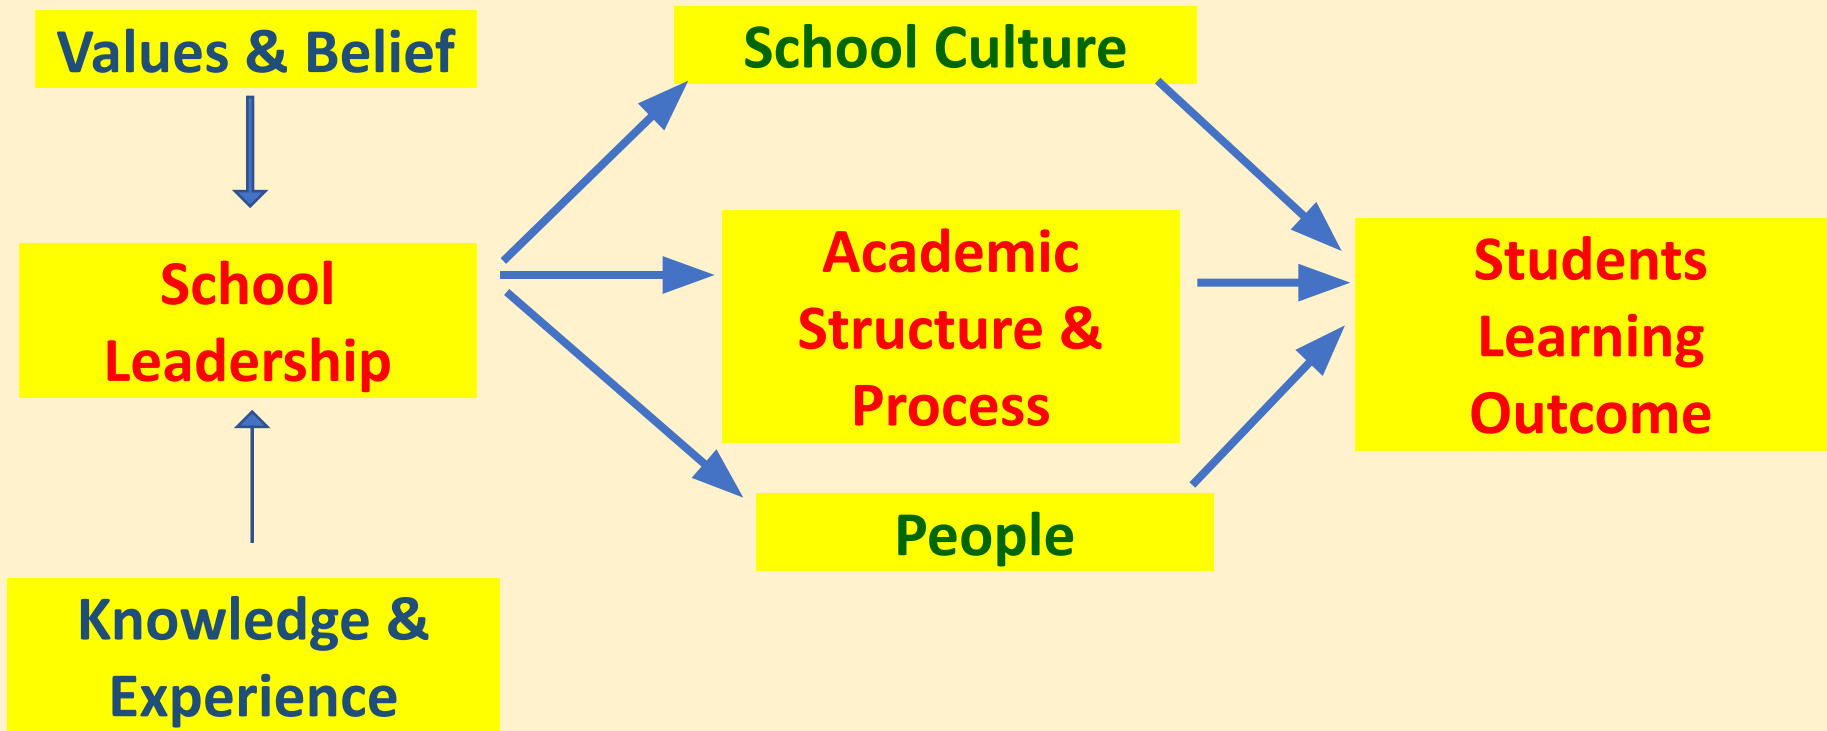 Values & Belief
School Culture
School
Leadership
Academic
Structure &
Process
Students
Learning
Outcome
People
Knowledge &
Experience